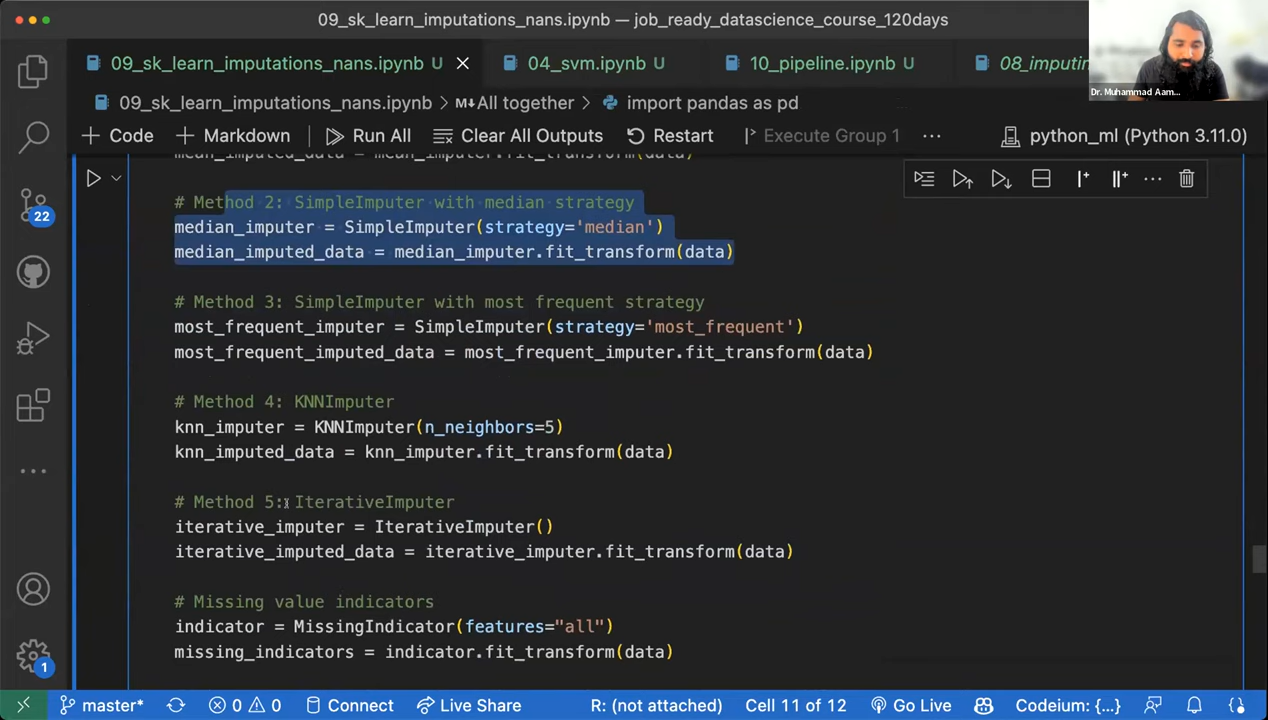 09_sk_learn_imputations_nans.ipynb — job_ready_datascience_course_120days
09_sk_learn_imputations_nans.ipynb U
04_svm.ipynb U
10_pipeline.ipynb U
08_imputin
Dr. Muhammad Aam...
09_sk_learn_imputations_nans.ipynb > M↓All together > import pandas as pd
+ Code + Markdown Run All Clear All Outputs Restart Execute Group 1 ... python_ml (Python 3.11.0)
mean_imputed_data = mean_imputer.fit_transform(data)
# Method 2: SimpleImputer with median strategy
median_imputer = SimpleImputer(strategy='median')
median_imputed_data = median_imputer.fit_transform(data)
# Method 3: SimpleImputer with most frequent strategy
most_frequent_imputer = SimpleImputer(strategy='most_frequent')
most_frequent_imputed_data = most_frequent_imputer.fit_transform(data)
# Method 4: KNNImputer
knn_imputer = KNNImputer(n_neighbors=5)
knn_imputed_data = knn_imputer.fit_transform(data)
# Method 5: IterativeImputer
iterative_imputer = IterativeImputer()
iterative_imputed_data = iterative_imputer.fit_transform(data)
# Missing value indicators
indicator = MissingIndicator(features="all")
missing_indicators = indicator.fit_transform(data)
22
1
master* 0 0 Connect Live Share R: (not attached) Cell 11 of 12 Go Live Codeium: {...}